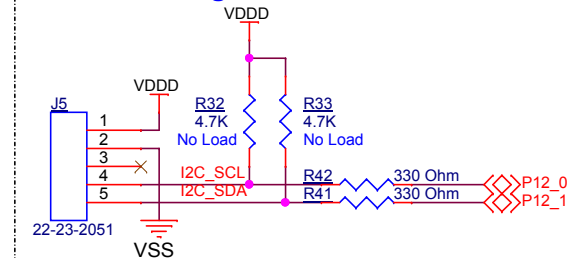 VDDD
VDDD
J5
R32
R33
4.7K
4.7K
No Load
No Load
1
2
3
4
5
I2C_SCL
I2C_SDA
R42
330 Ohm
P12_0
R41
330 Ohm
P12_1
22-23-2051
VSS